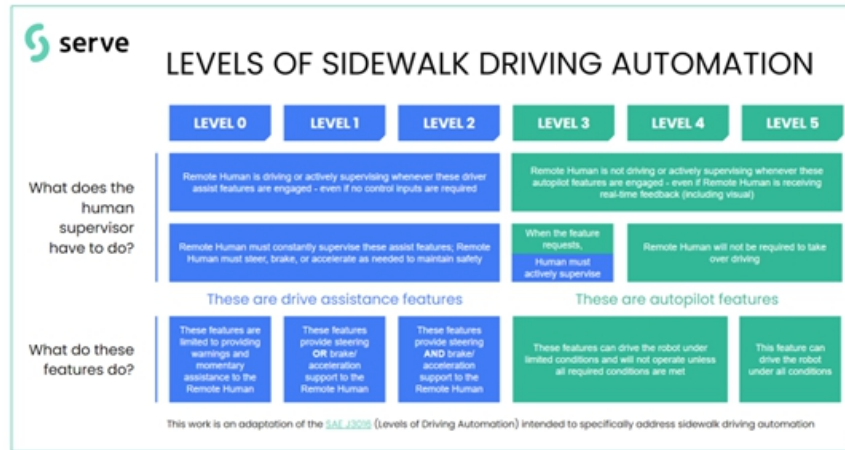 serve
LEVELS OF SIDEWALK DRIVING AUTOMATION
LEVEL 0
LEVEL 1
LEVEL 2
LEVEL 3
LEVEL 4
LEVEL 5
What does the
human
supervisor
have to do?
Remote Human is driving or actively supervising whenever these driver
assist features are engaged - even if no control inputs are required
Remote Human is not driving or actively supervising whenever these
autopilot features are engaged - even if Remote Human is receiving
real-time feedback (including visual)
Remote Human must constantly supervise these assist features; Remote
Human must steer, brake, or accelerate as needed to maintain safety
When the feature
requests,
Human must
actively supervise
Remote Human will not be required to take
over driving
These are drive assistance features
These are autopilot features
What do these
features do?
These features are
limited to providing
warnings and
momentary
assistance to the
Remote Human
These features
provide steering
OR brake/
acceleration
support to the
Remote Human
These features
provide steering
AND brake/
acceleration
support to the
Remote Human
These features can drive the robot under
limited conditions and will not operate unless
all required conditions are met
This feature can
drive the robot
under all conditions
This work is an adaptation of the SAE J3016 (Levels of Driving Automation) intended to specifically address sidewalk driving automation